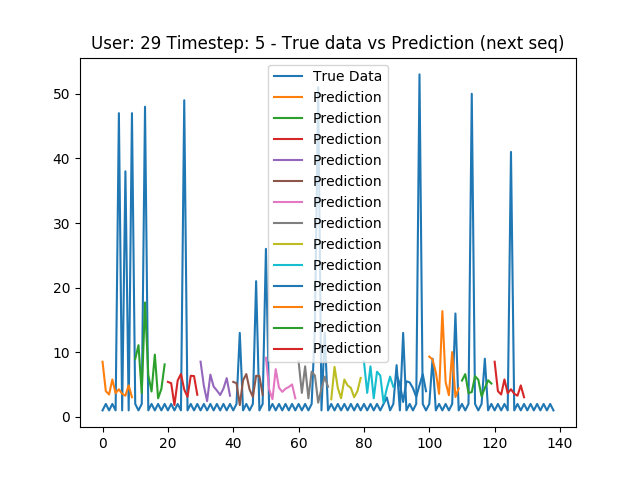 User: 29 Timestep: 5 - True data vs Prediction (next seq)
True Data
Prediction
Prediction
Prediction
Prediction
Prediction
Prediction
Prediction
Prediction
Prediction
Prediction
Prediction
Prediction
Prediction
50
40
30
20
10
0
0 20 40 60 80 100 120 140